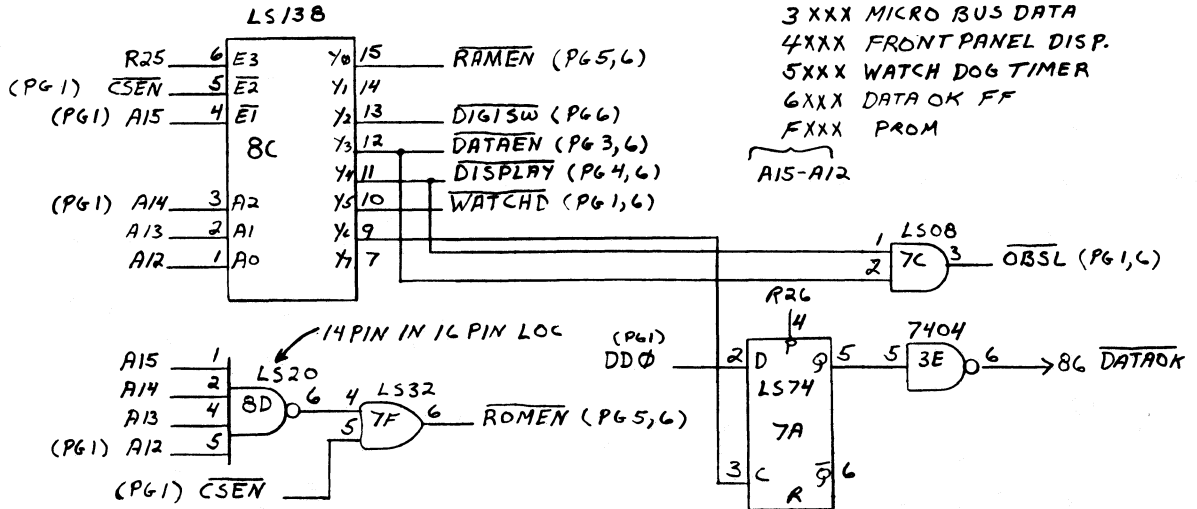 LS138
R25 6 E3
(PG1) CSEN 5 E2
(PG1) A15 4 E1
8C
(PG1) A14 3 A2
A13 2 A1
A12 1 A0
Y0 15 RAMEN (PG5,6)
Y1 14
Y2 13 DIGISW (PG6)
Y3 12 DATAEN (PG3,6)
Y4 11 DISPLAY (PG4,6)
Y5 10 WATCHD (PG1,6)
Y6 9
Y7 7
3XXX MICRO BUS DATA
4XXX FRONT PANEL DISP.
5XXX WATCH DOG TIMER
6XXX DATA OK FF
FXXX PROM
A15-A12
LS08
1
2 7C 3 OBSL (PG1,6)
14 PIN IN 16 PIN LOC
A15 1
A14 2
A13 4
(PG1) A12 5
LS20
8D 6
LS32
4
5 7F 6 ROMEN (PG5,6)
(PG1) CSEN
R26
4
(PG1)
DDØ 2 D P Q 5
LS74
7A
3 C Q 6
R
7404
5 3E 6 86 DATAOK